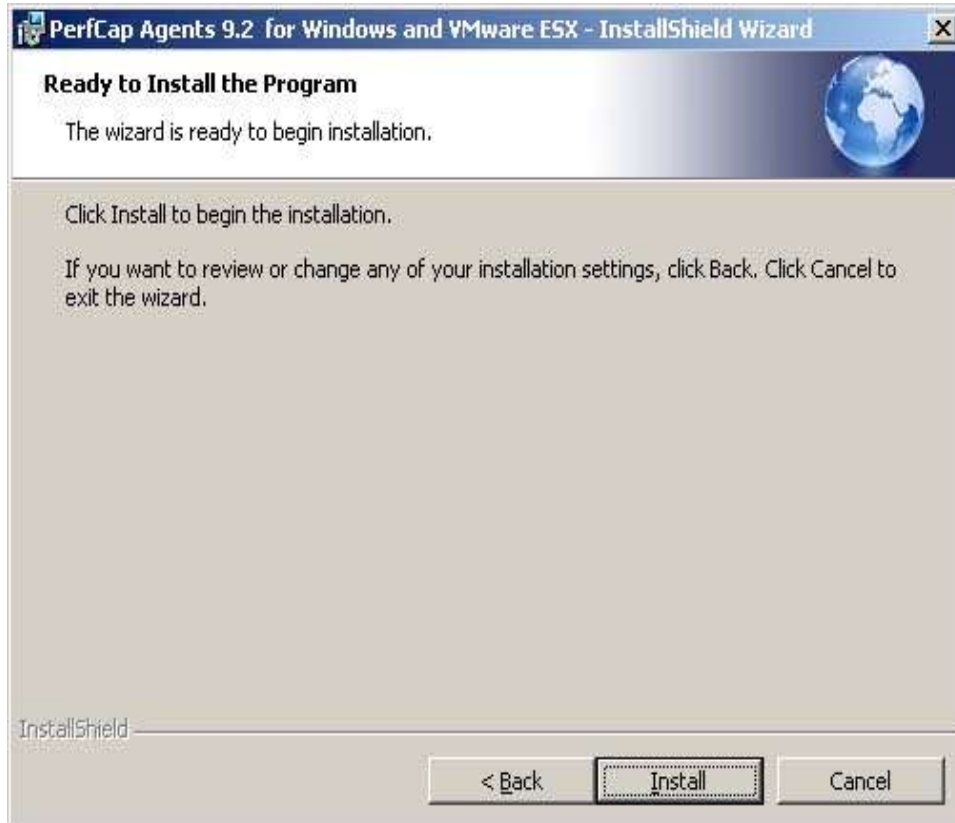 PerfCap Agents 9.2 for Windows and VMware ESX - InstallShield Wizard
Ready to Install the Program
The wizard is ready to begin installation.
Click Install to begin the installation.
If you want to review or change any of your installation settings, click Back. Click Cancel to
exit the wizard.
InstallShield
< Back
Install
Cancel